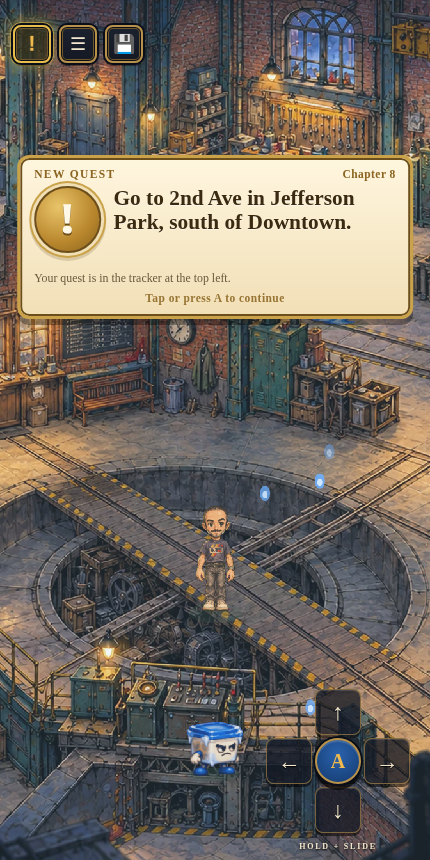 !
☰
💾
NEW QUEST
Chapter 8
!
Go to 2nd Ave in Jefferson
Park, south of Downtown.
Your quest is in the tracker at the top left.
Tap or press A to continue
↑
← A →
↓
HOLD + SLIDE